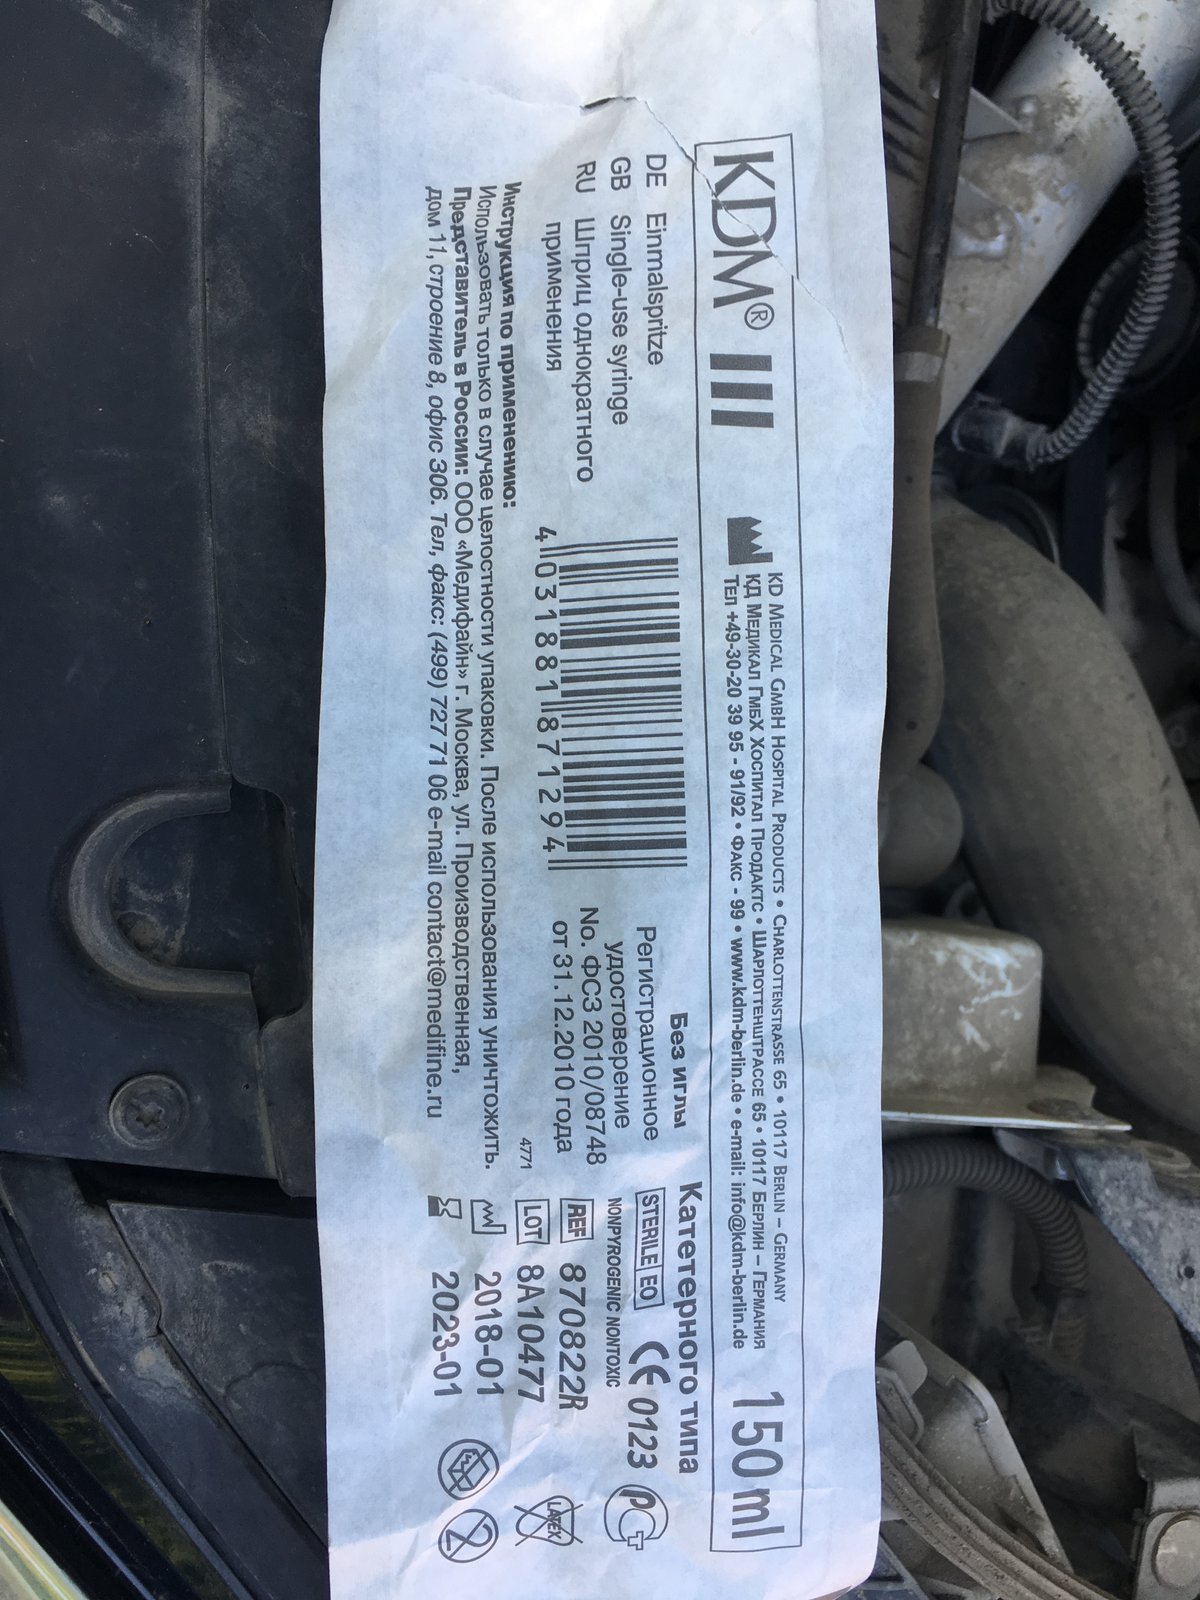 KDM®
KD MEDICAL GMBH HOSPITAL PRODUCTS • CHARLOTTENSTRASSE 65 • 10117 BERLIN – GERMANY
КД МЕДИКАЛ ГМБХ ХОСПИТАЛ ПРОДАКТС • ШАРЛОТТЕНШТРАССЕ 65 • 10117 БЕРЛИН – ГЕРМАНИЯ
ТЕЛ +49-30-20 39 95 - 91/92 • ФАКС - 99 • www.kdm-berlin.de • e-mail: info@kdm-berlin.de
150 ml
DE Einmalspritze
GB Single-use syringe
RU Шприц однократного
применения
4 031881 871294
Без иглы
Регистрационное
удостоверение
No. ФСЗ 2010/08748
от 31.12.2010 года
Катетерного типа
STERILE EO
CE 0123
РСТ
NONPYROGENIC NONTOXIC
REF 870822R
LATEX
4771
LOT 8A10477
2018-01
2023-01
2
Инструкция по применению:
Использовать только в случае целостности упаковки. После использования уничтожить.
Представитель в России: ООО «Медифайн» г. Москва, ул. Производственная,
дом 11, строение 8, офис 306. Тел, факс: (499) 727 71 06 e-mail contact@medifine.ru